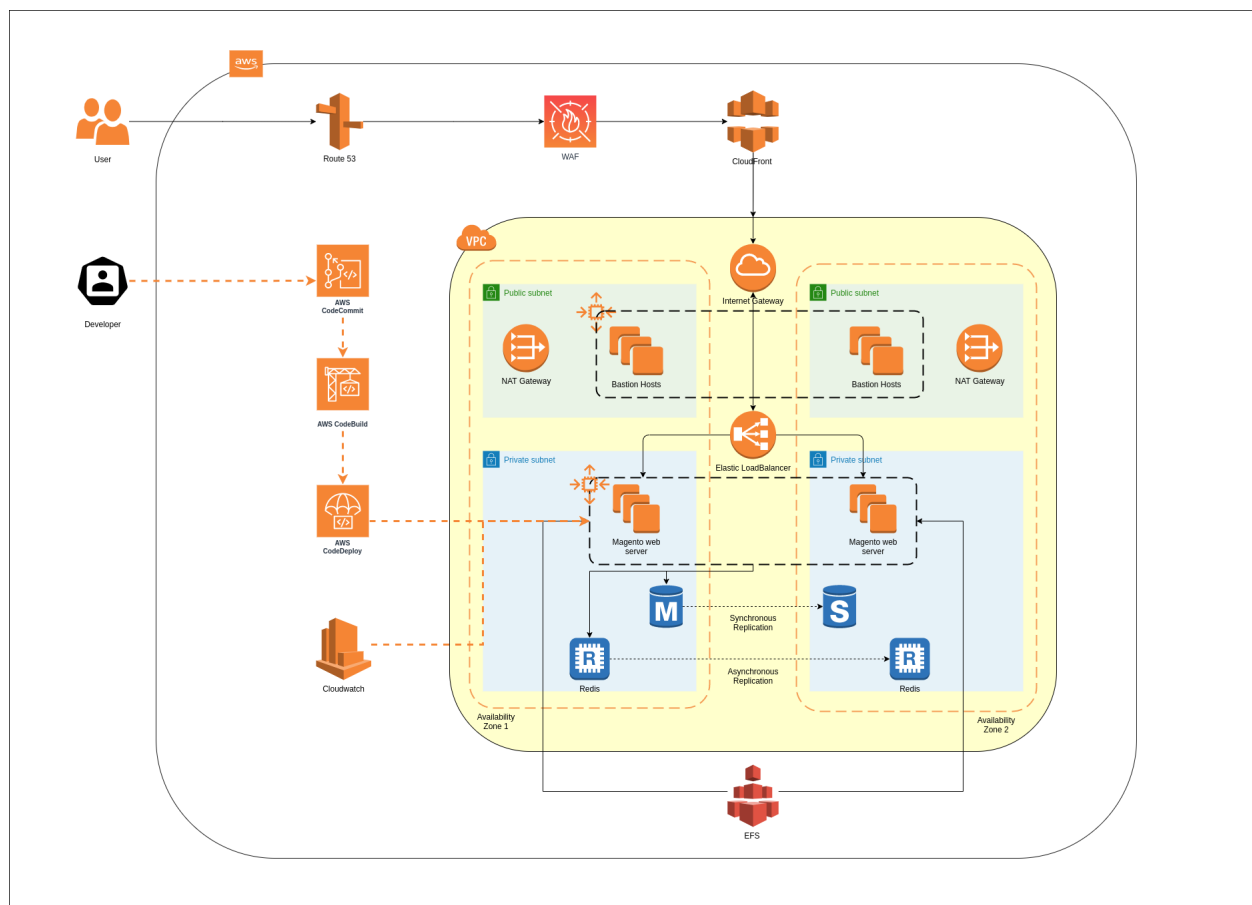 aws
User
Route 53
WAF
CloudFront
VPC
Developer
AWS
CodeCommit
Internet Gateway
Public subnet
Public subnet
NAT Gateway
Bastion Hosts
Bastion Hosts
NAT Gateway
AWS CodeBuild
Elastic LoadBalancer
Private subnet
Private subnet
AWS
CodeDeploy
Magento web
server
Magento web
server
M
S
Synchronous
Replication
R
R
Asynchronous
Replication
Redis
Redis
Cloudwatch
Availability
Zone 1
Availability
Zone 2
EFS